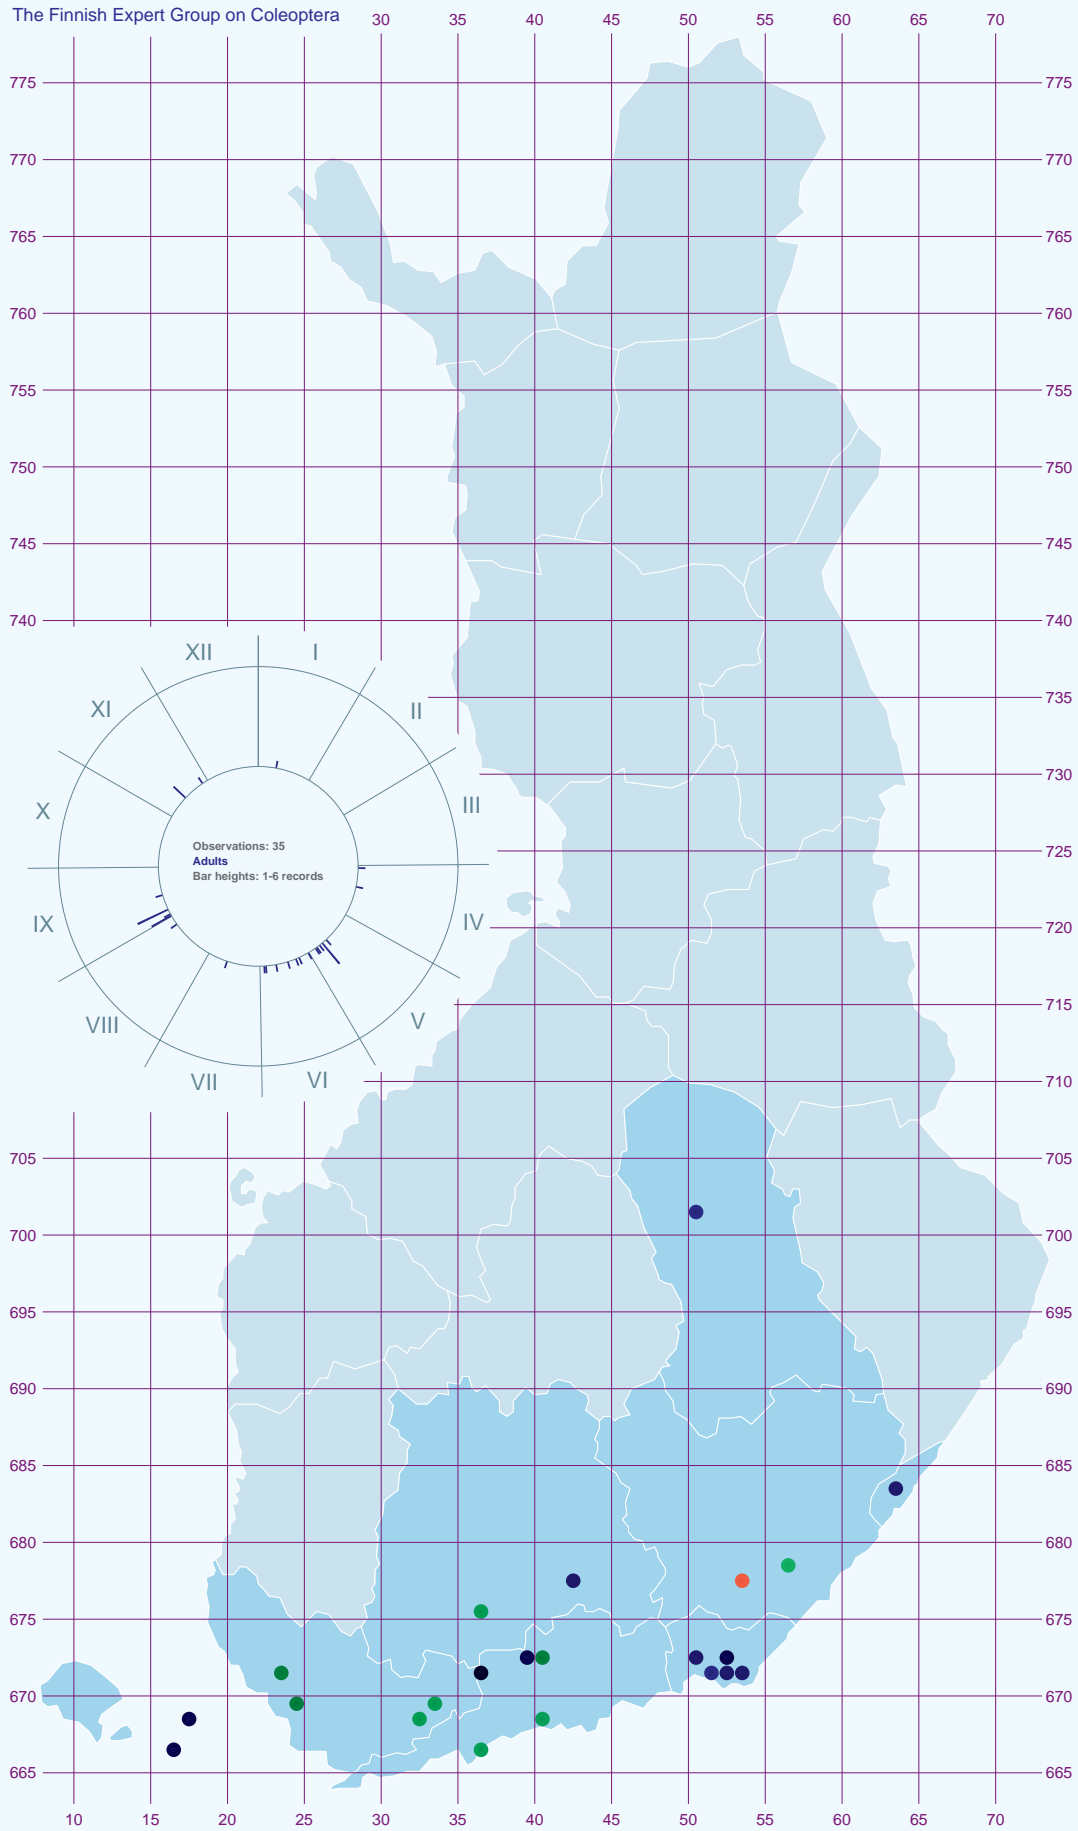 The Finnish Expert Group on Coleoptera 30 35 40 45 50 55 60 65 70
775 775
770 770
765 765
760 760
755 755
750 750
745 745
740 740
XII I
XI II
735
730
X III
Observations: 35
Adults
Bar heights: 1-6 records
725
IX IV
720
715
VIII V
VII VI
710
705 705
700 700
695 695
690 690
685 685
680 680
675 675
670 670
665 665
10 15 20 25 30 35 40 45 50 55 60 65 70